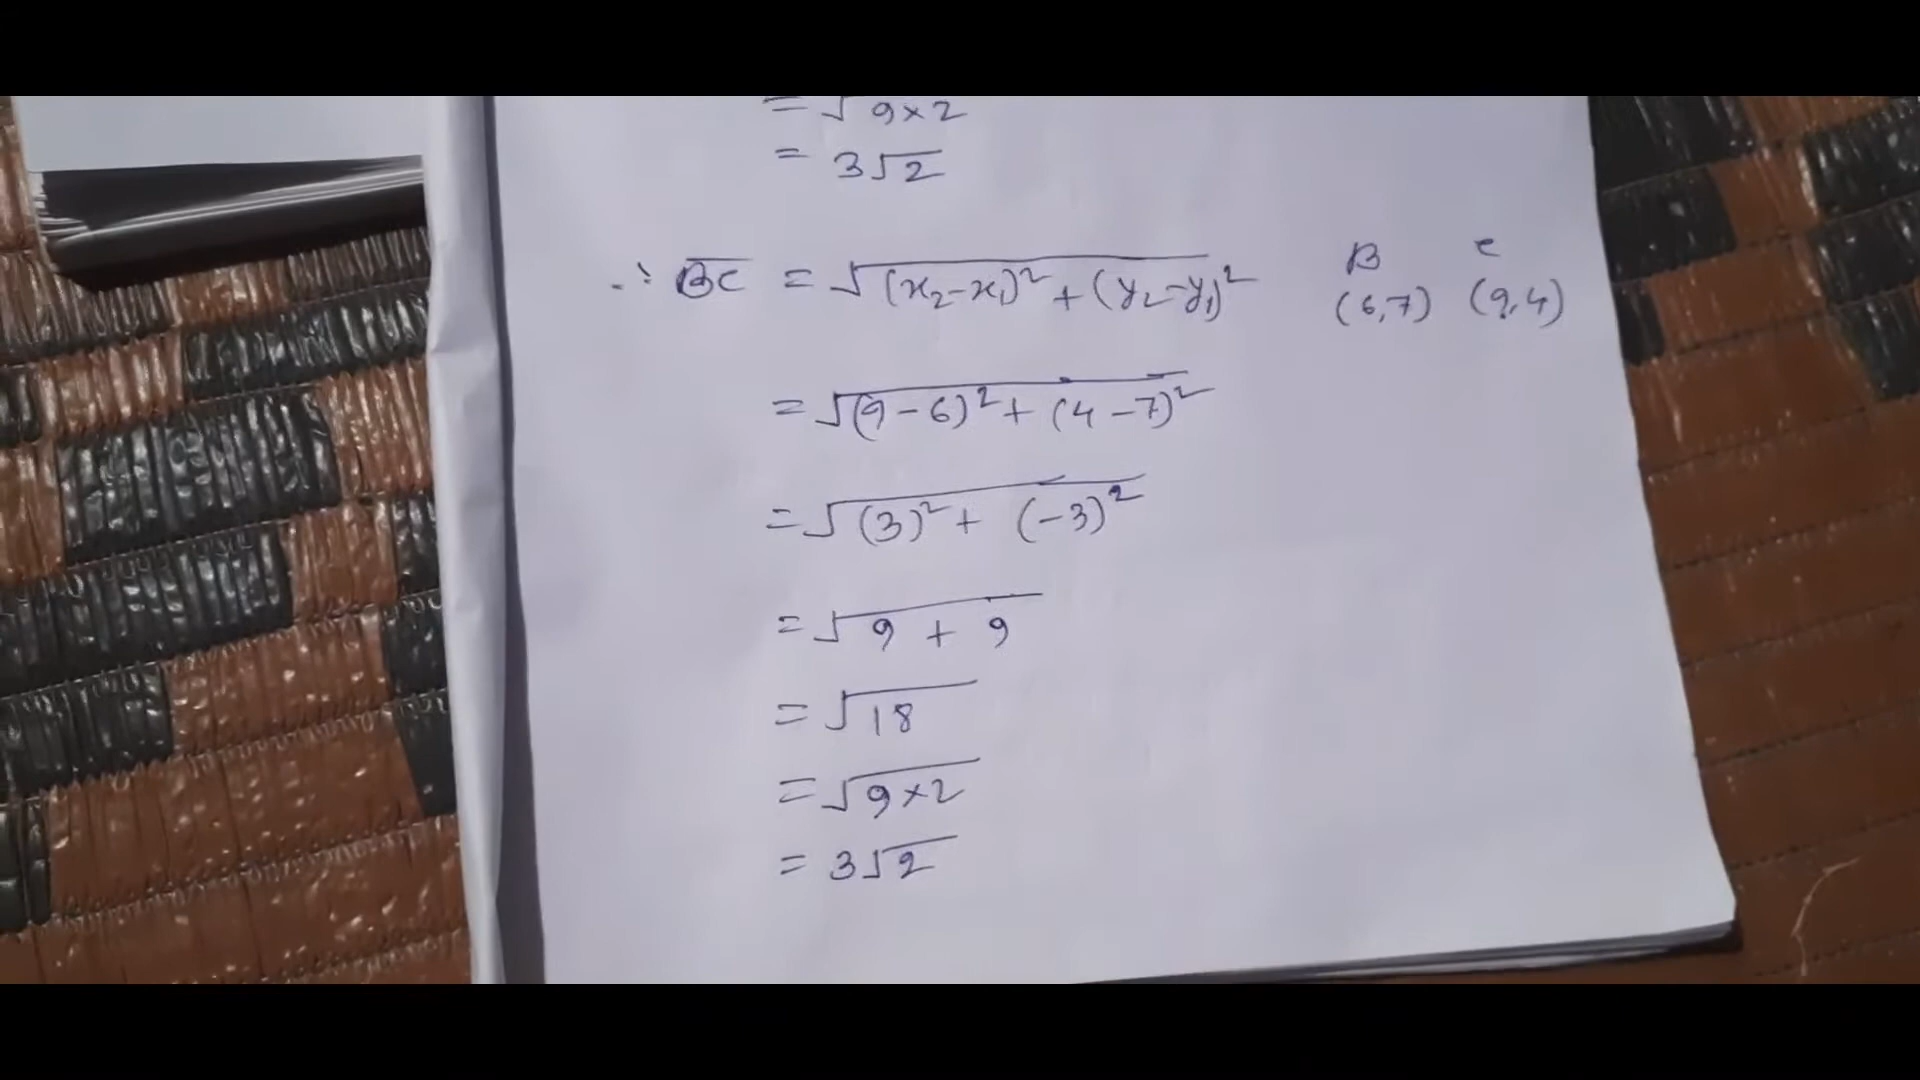 = √9×2
= 3√2
∴ BC = √(x₂-x₁)² + (y₂-y₁)² B C
(6,7) (9,4)
= √(9-6)² + (4-7)²
= √(3)² + (-3)²
= √9 + 9
= √18
= √9×2
= 3√2